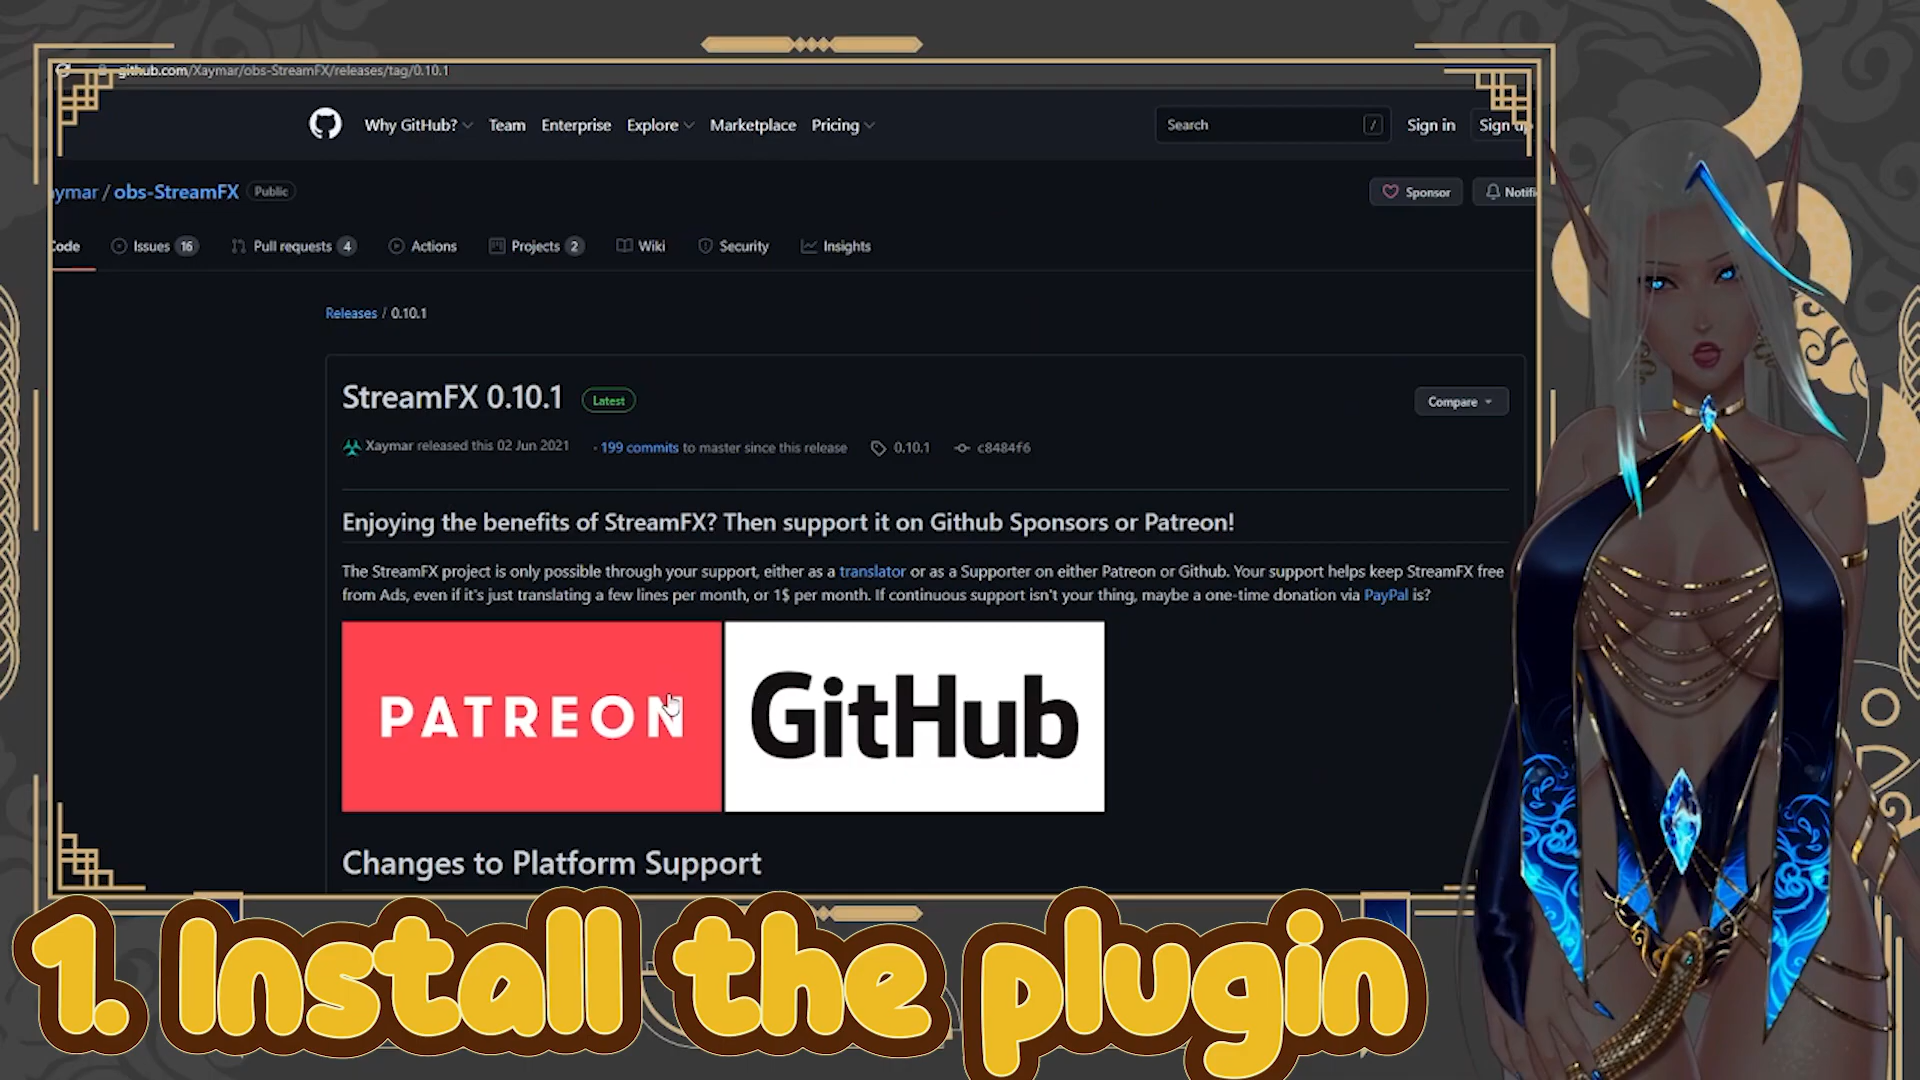 github.com/Xaymar/obs-StreamFX/releases/tag/0.10.1
Why GitHub? Team Enterprise Explore Marketplace Pricing Search / Sign in Sign up
aymar / obs-StreamFX Public Sponsor Notifi
Code Issues 16 Pull requests 4 Actions Projects 2 Wiki Security Insights
Releases / 0.10.1
StreamFX 0.10.1 Latest Compare
Xaymar released this 02 Jun 2021 · 199 commits to master since this release 0.10.1 c8484f6
Enjoying the benefits of StreamFX? Then support it on Github Sponsors or Patreon!
The StreamFX project is only possible through your support, either as a translator or as a Supporter on either Patreon or Github. Your support helps keep StreamFX free
from Ads, even if it's just translating a few lines per month, or 1$ per month. If continuous support isn't your thing, maybe a one-time donation via PayPal is?
PATREON GitHub
Changes to Platform Support
1. Install the plugin